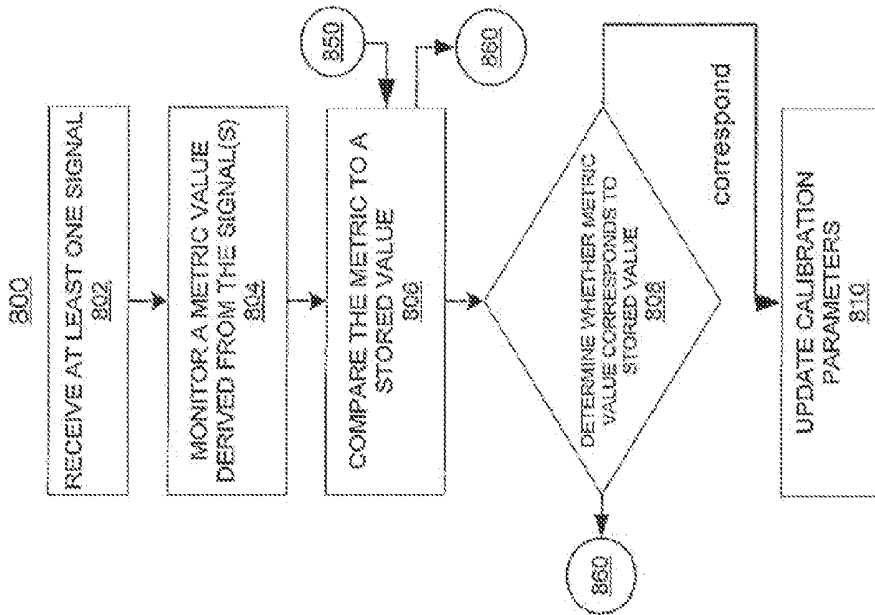 800
RECEIVE AT LEAST ONE SIGNAL
802
MONITOR A METRIC VALUE
DERIVED FROM THE SIGNAL(S)
804
850
COMPARE THE METRIC TO A
STORED VALUE
806
860
DETERMINE WHETHER METRIC
VALUE CORRESPONDS TO
STORED VALUE
808
860
correspond
UPDATE CALIBRATION
PARAMETERS
810